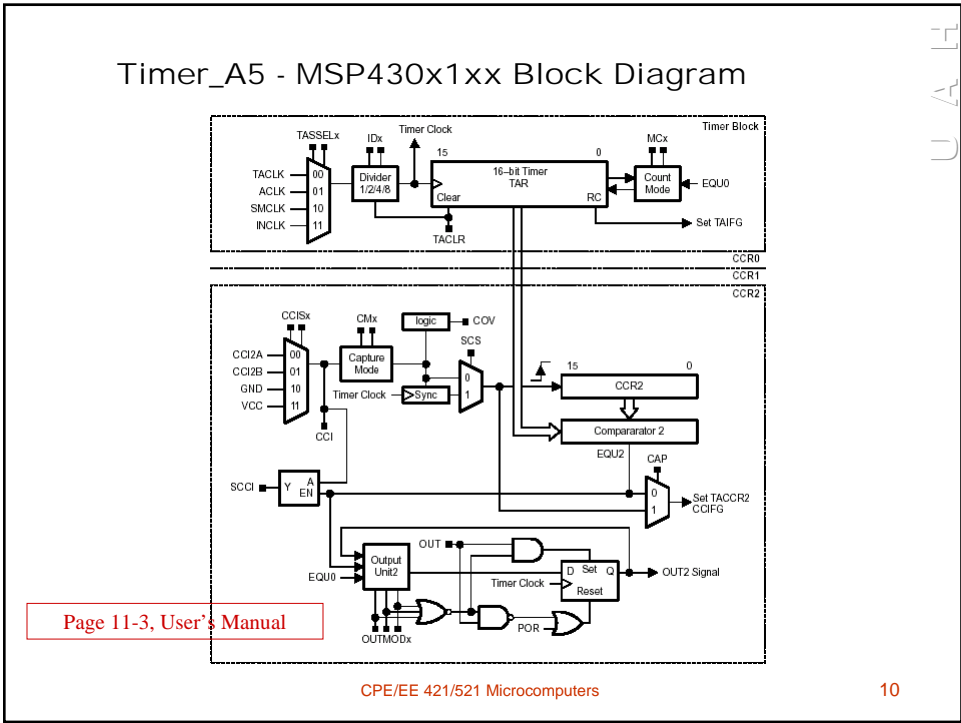 U A H
Timer_A5 - MSP430x1xx Block Diagram
Timer Block
TASSELx
IDx
Timer Clock
15
0
MCx
TACLK
ACLK
SMCLK
INCLK
00
01
10
11
Divider
1/2/4/8
16–bit Timer
TAR
Clear
RC
Count
Mode
EQU0
Set TAIFG
TACLR
CCR0
CCR1
CCR2
CCISx
CMx
logic
COV
SCS
CCI2A
CCI2B
GND
VCC
00
01
10
11
Capture
Mode
Timer Clock
Sync
0
1
15
0
CCR2
Compararator 2
CCI
EQU2
CAP
SCCI
Y
A
EN
0
1
Set TACCR2
CCIFG
OUT
EQU0
Output
Unit2
Timer Clock
D
Set
Q
Reset
OUT2 Signal
POR
OUTMODx
Page 11-3, User's Manual
CPE/EE 421/521 Microcomputers
10